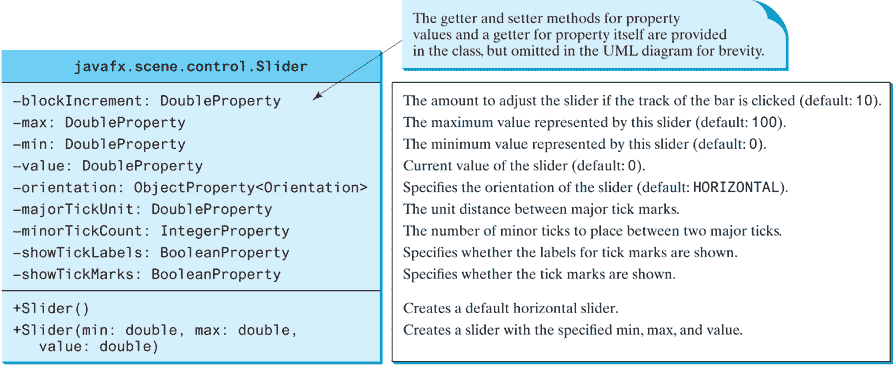 The getter and setter methods for property
values and a getter for property itself are provided
in the class, but omitted in the UML diagram for brevity.
javafx.scene.control.Slider
-blockIncrement: DoubleProperty
-max: DoubleProperty
-min: DoubleProperty
-value: DoubleProperty
-orientation: ObjectProperty<Orientation>
-majorTickUnit: DoubleProperty
-minorTickCount: IntegerProperty
-showTickLabels: BooleanProperty
-showTickMarks: BooleanProperty
+Slider()
+Slider(min: double, max: double,
value: double)
The amount to adjust the slider if the track of the bar is clicked (default: 10).
The maximum value represented by this slider (default: 100).
The minimum value represented by this slider (default: 0).
Current value of the slider (default: 0).
Specifies the orientation of the slider (default: HORIZONTAL).
The unit distance between major tick marks.
The number of minor ticks to place between two major ticks.
Specifies whether the labels for tick marks are shown.
Specifies whether the tick marks are shown.
Creates a default horizontal slider.
Creates a slider with the specified min, max, and value.